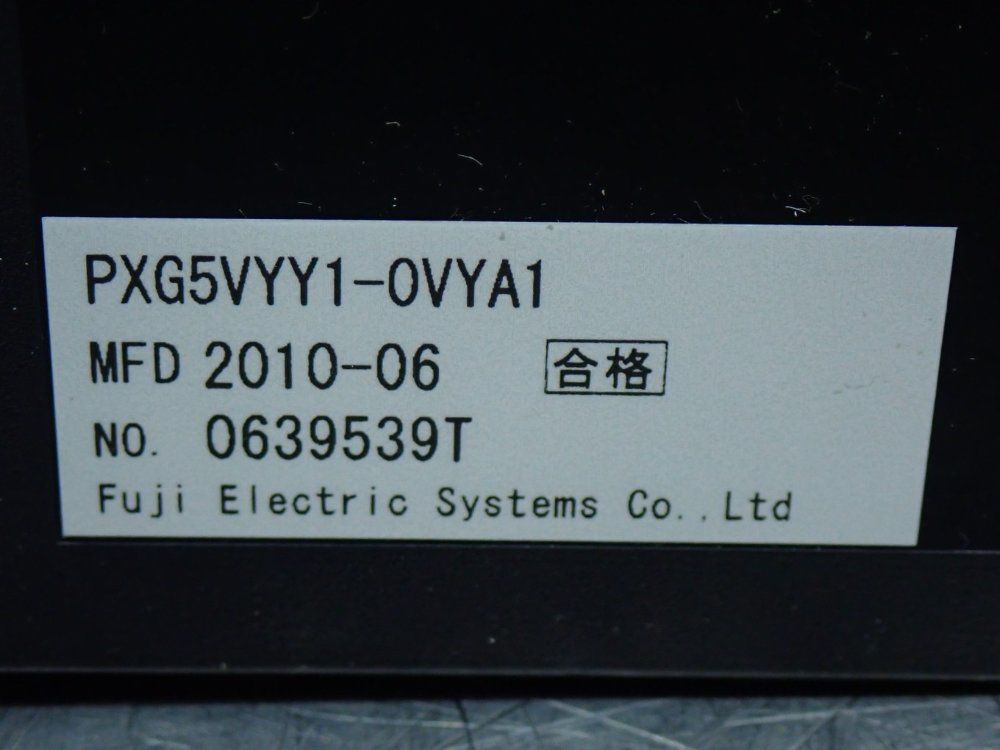 PXG5VYY1-0VYA1
MFD 2010-06 合格
NO. 0639539T
Fuji Electric Systems Co.,Ltd